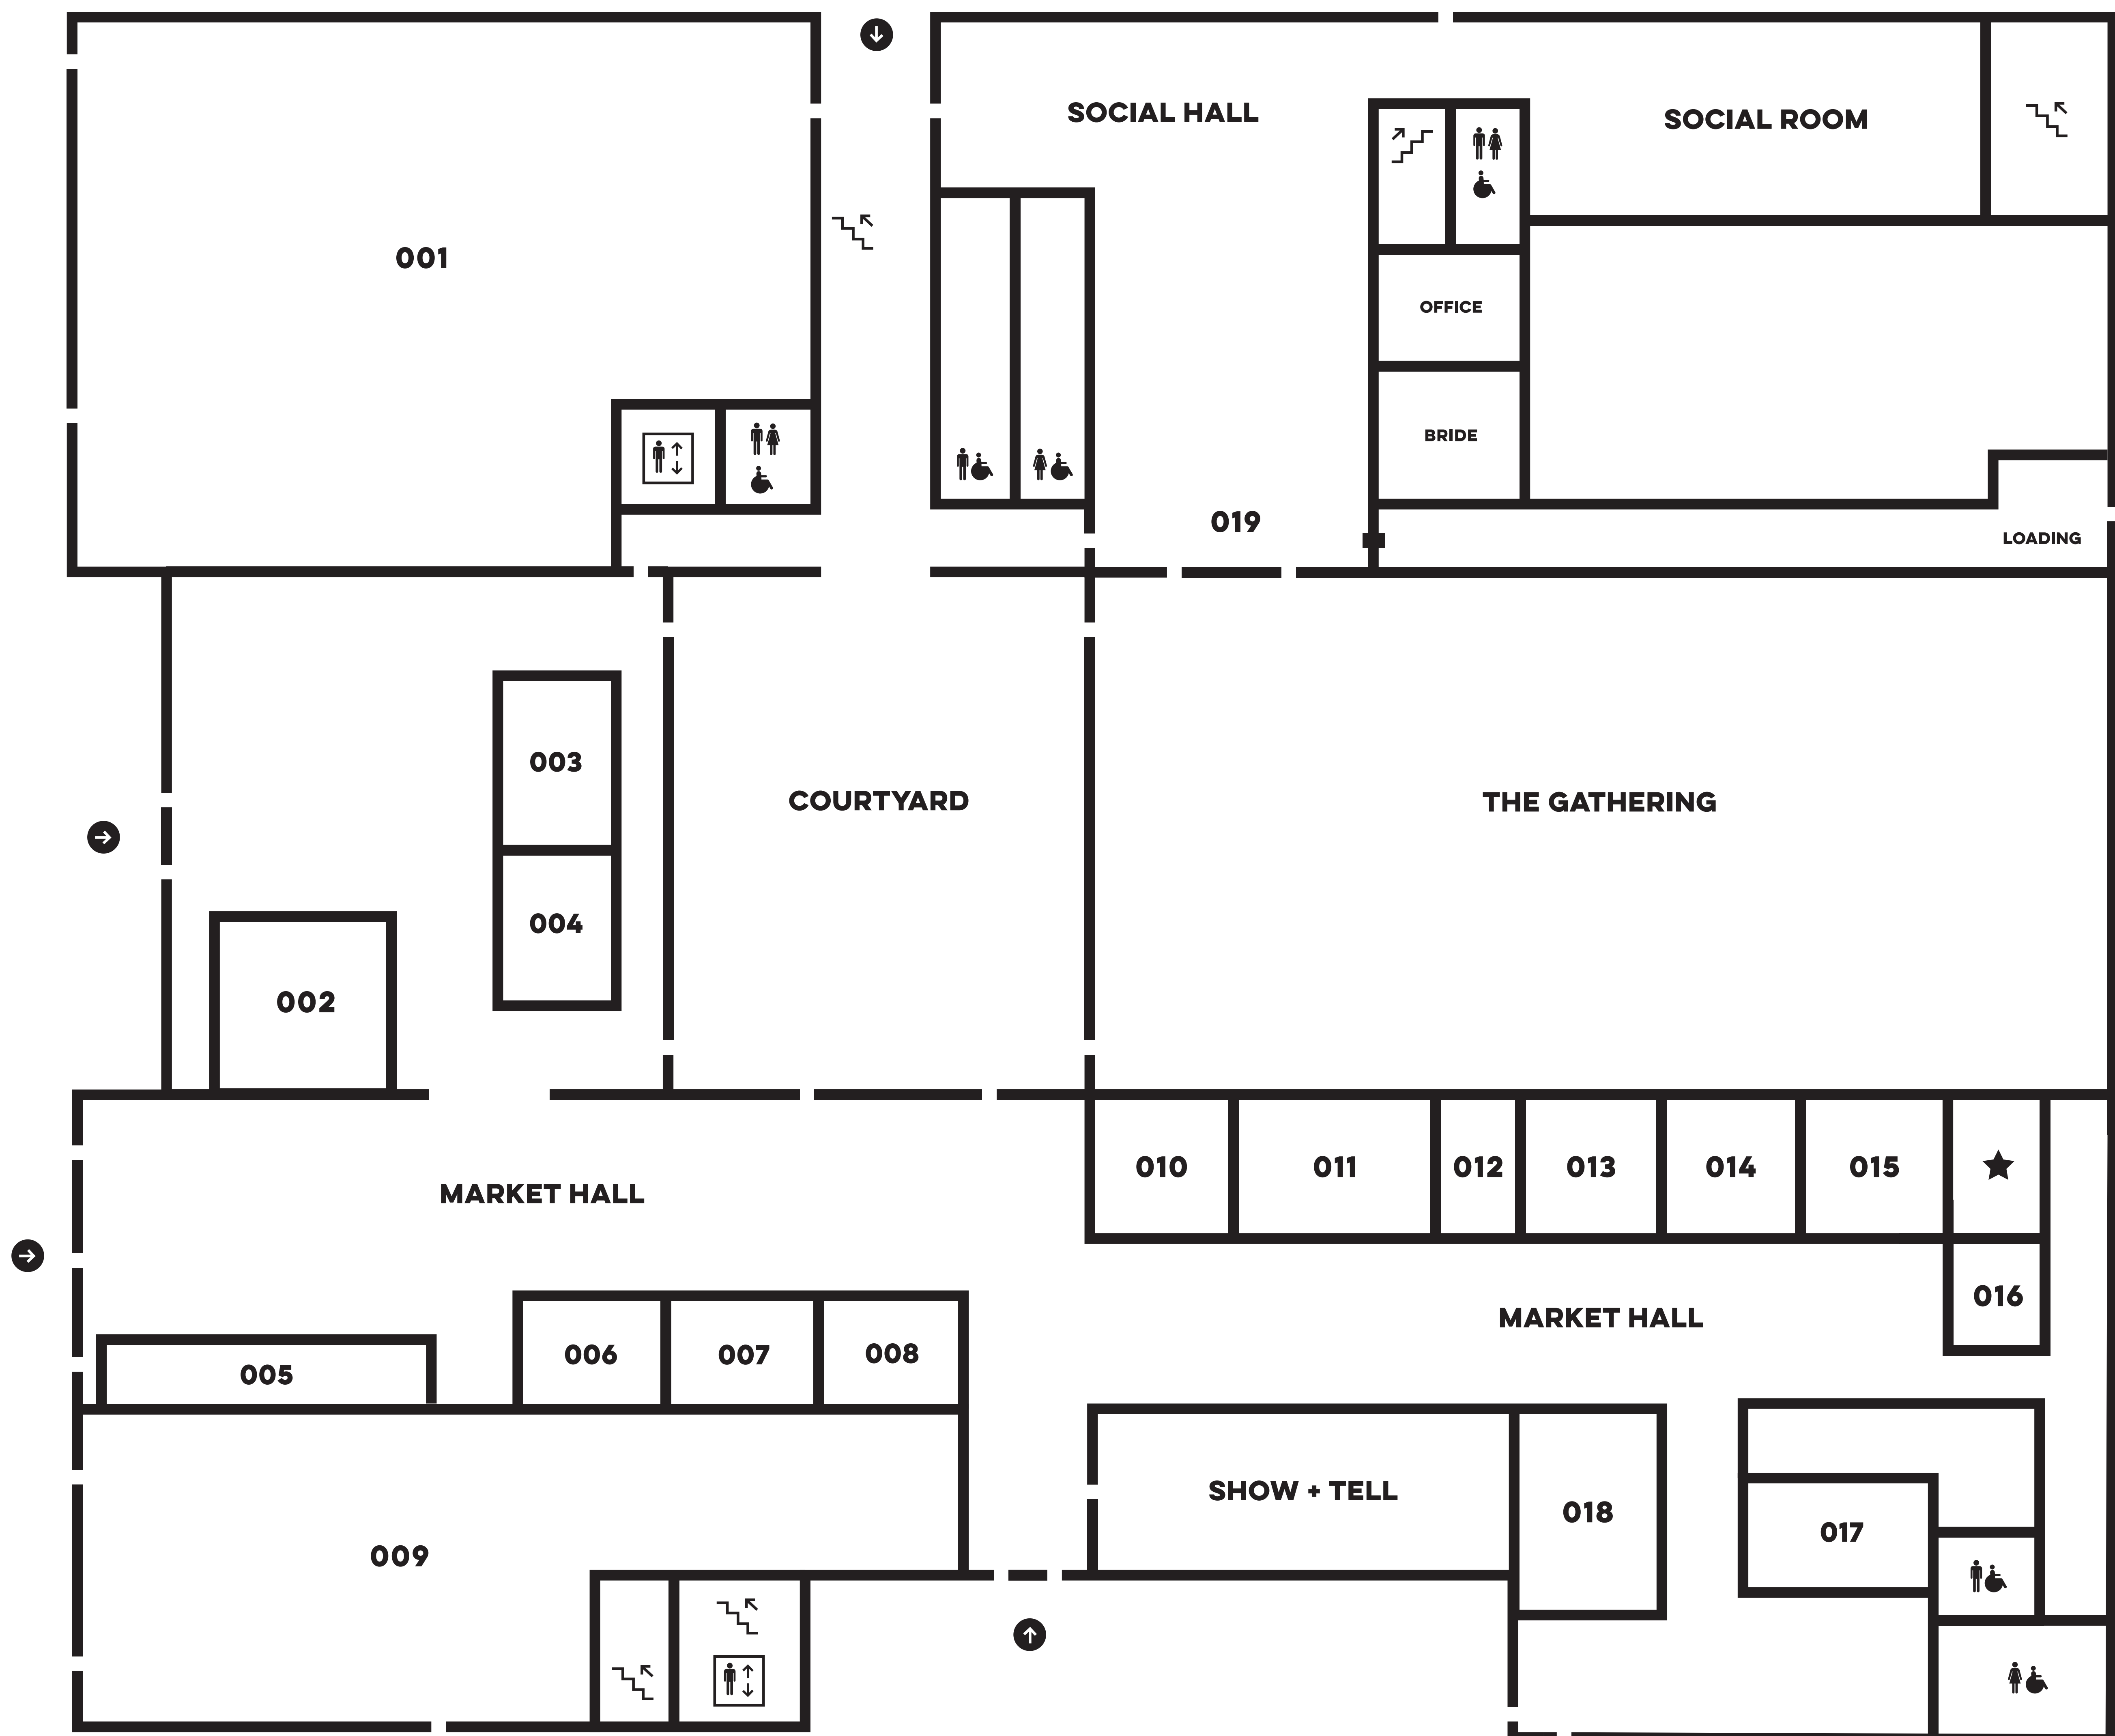 SOCIAL HALL
SOCIAL ROOM
001
OFFICE
BRIDE
019
LOADING
003
COURTYARD
THE GATHERING
004
002
010
011
012
013
014
015
MARKET HALL
016
MARKET HALL
006
007
008
005
SHOW + TELL
018
017
009